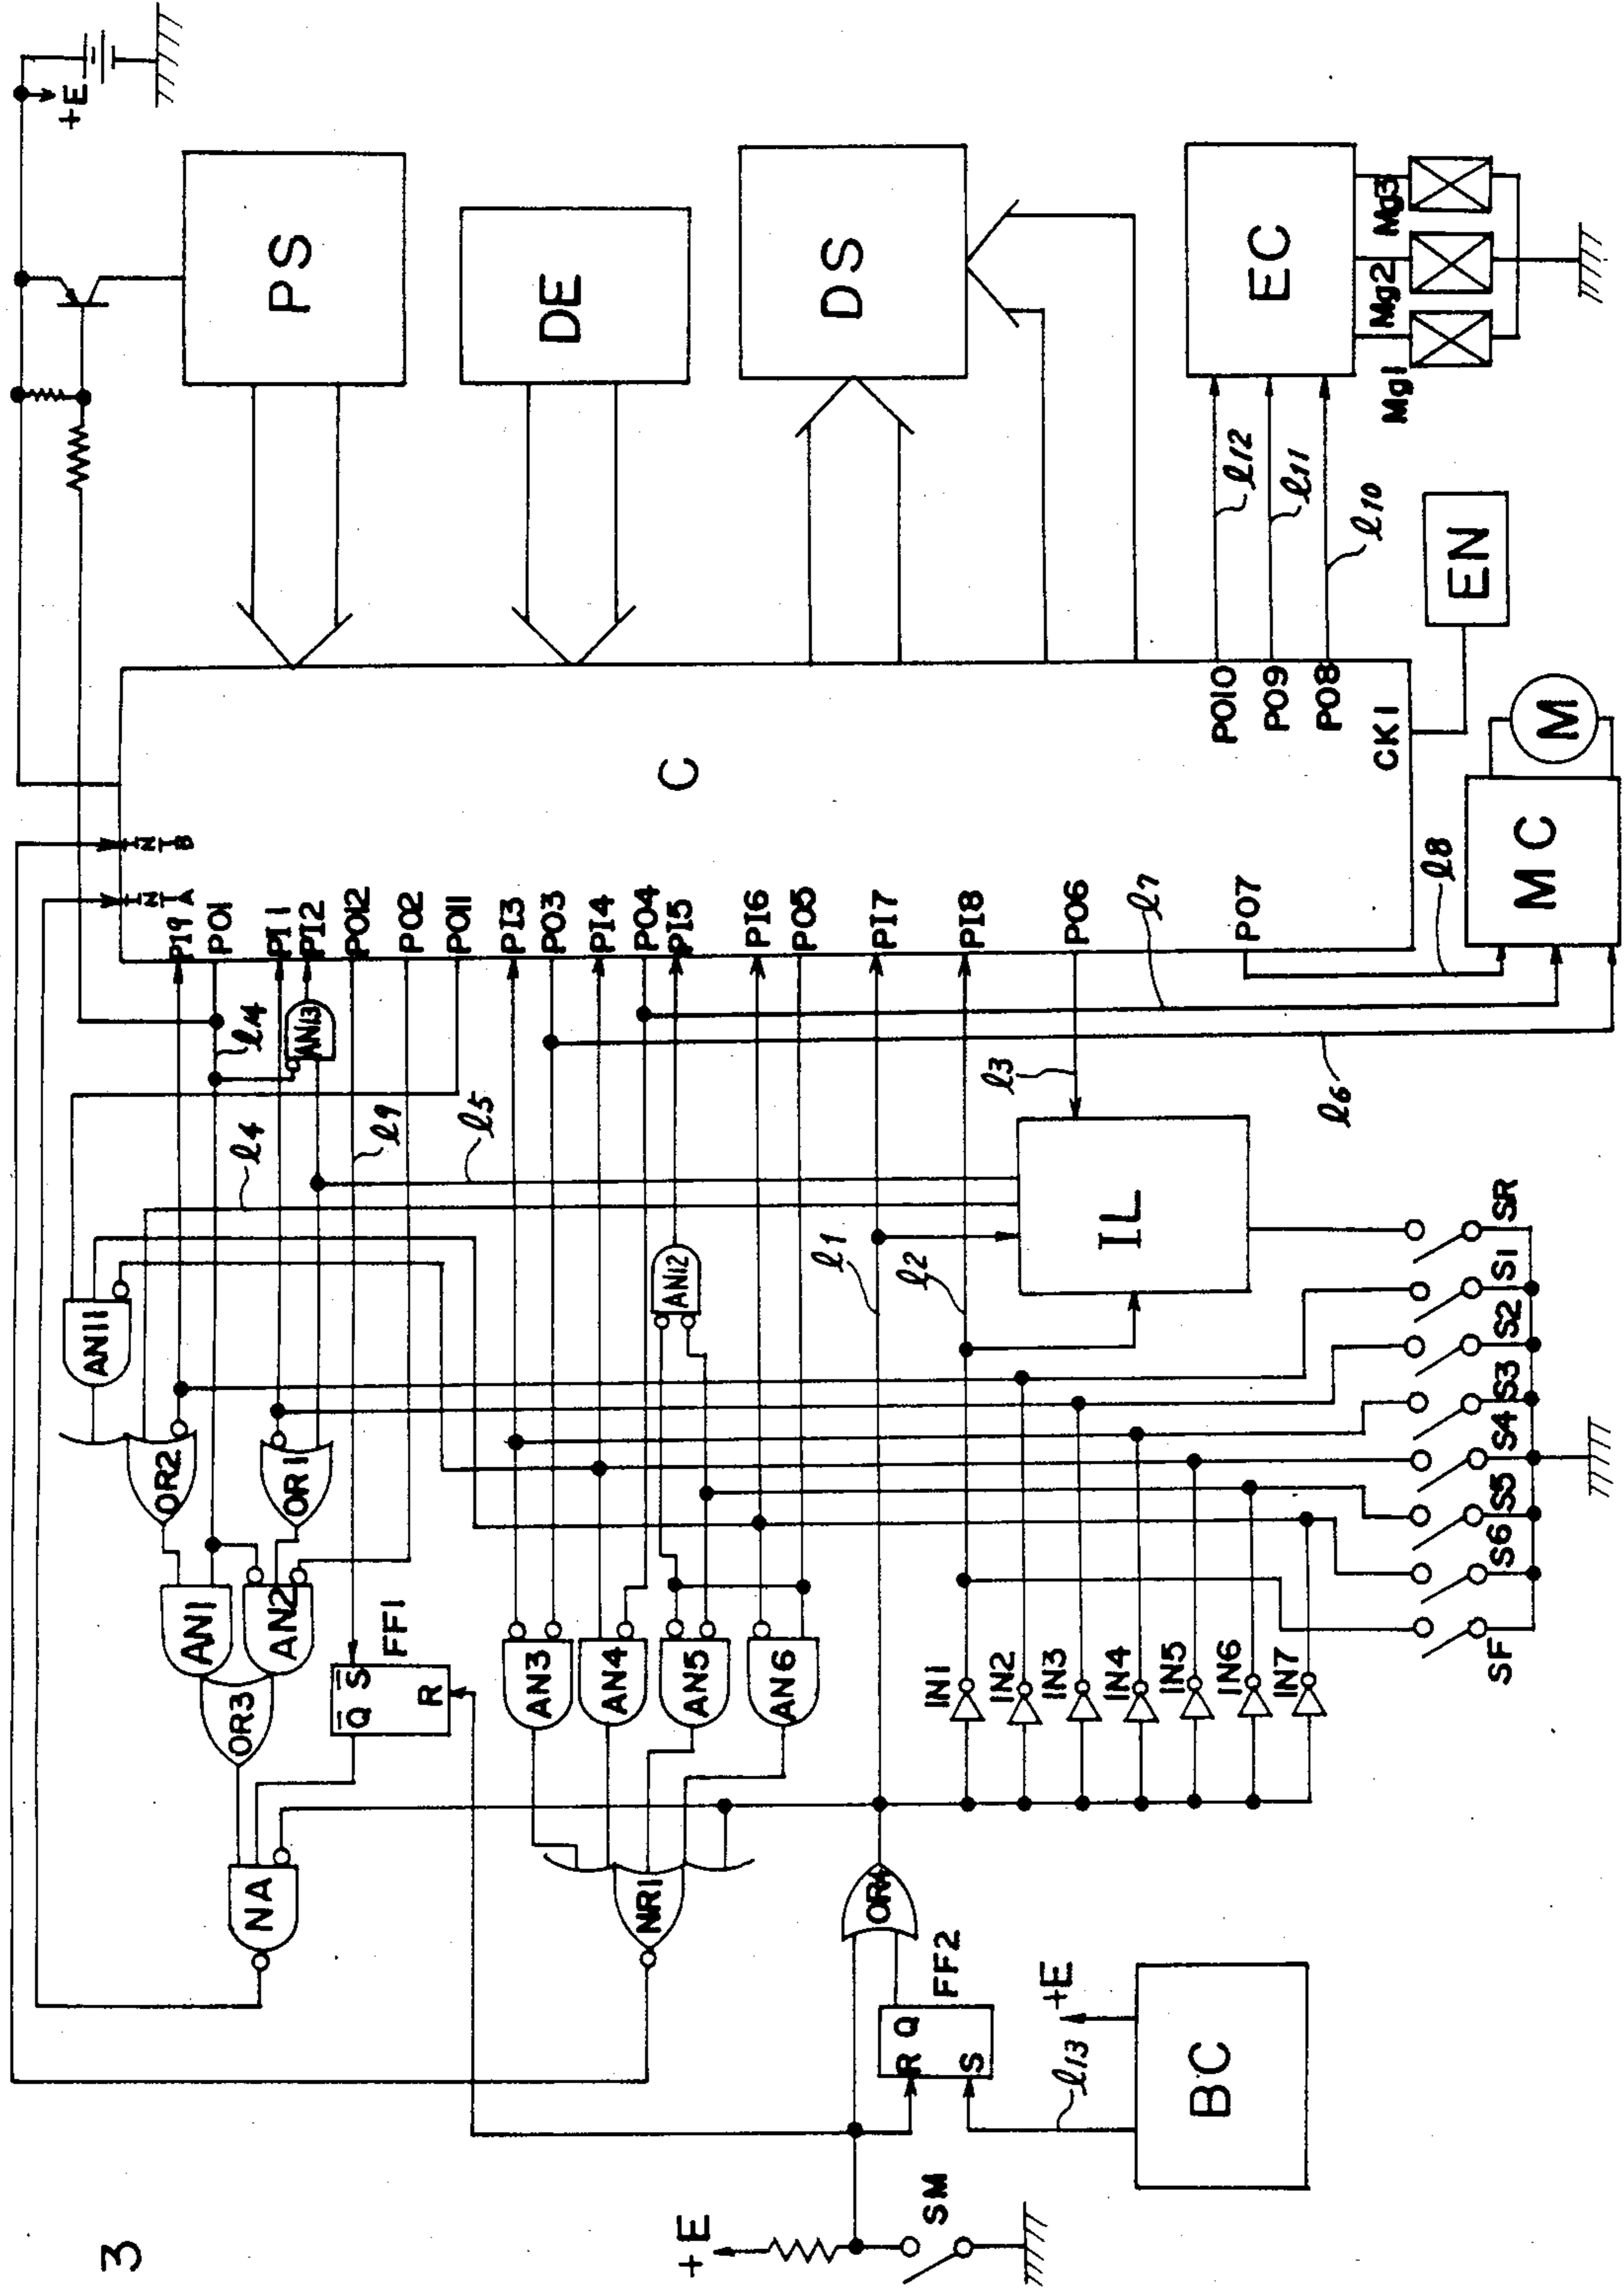 3
+E
PS
DE
DS
EC
Mg1
Mg2
Mg3
l12
l11
l10
EN
C
INTB
INTA
PI9
PO1
PI1
PI2
PO12
PO2
PO11
PI3
PO3
PI4
PO4
PI5
PI6
PO5
PI7
PI8
PO6
PO7
PO10
PO9
PO8
CK1
M
MC
l8
l7
l6
l3
l14
AN13
l4
l9
l5
AN11
AN12
l1
l2
IL
OR2
OR1
AN1
AN2
OR3
FF1
Q S
R
NA
AN3
AN4
AN5
AN6
NR1
IN1
IN2
IN3
IN4
IN5
IN6
IN7
SR
S1
S2
S3
S4
S5
S6
SF
OR4
FF2
R Q
S
+E
l13
BC
+E
SM